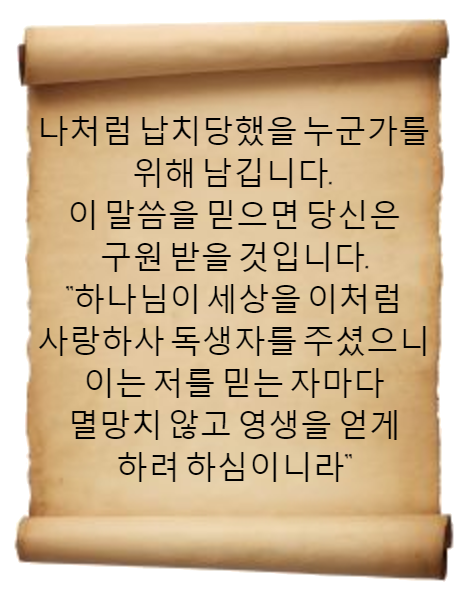 나처럼 납치당했을 누군가를
위해 남깁니다.
이 말씀을 믿으면 당신은
구원 받을 것입니다.
"하나님이 세상을 이처럼
사랑하사 독생자를 주셨으니
이는 저를 믿는 자마다
멸망치 않고 영생을 얻게
하려 하심이니라"